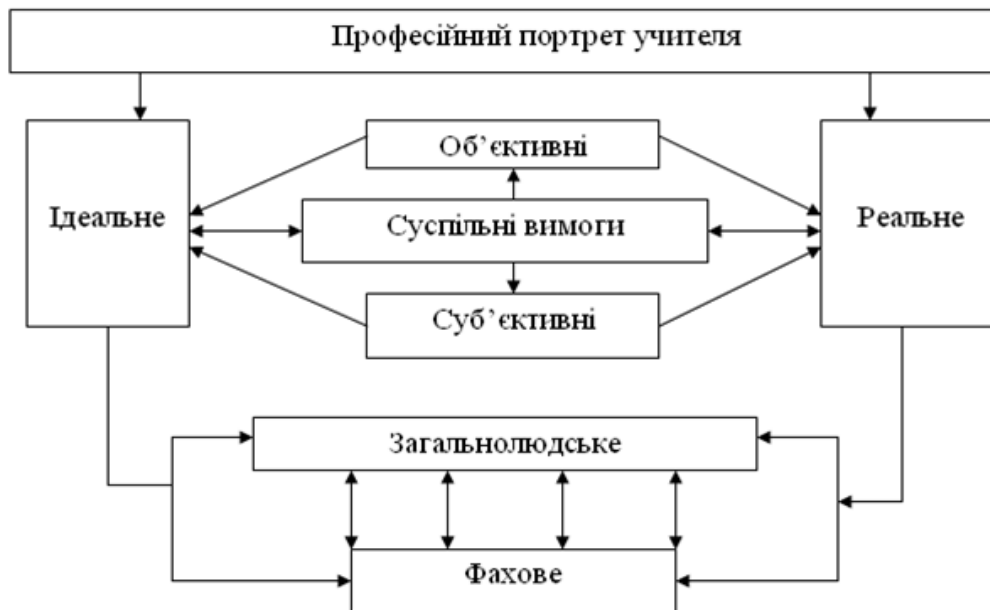 Професійний портрет учителя
Об’єктивні
Ідеальне
Суспільні вимоги
Реальне
Суб’єктивні
Загальнолюдське
Фахове